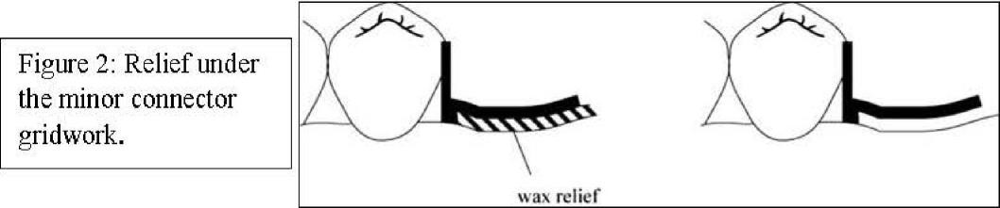 Figure 2: Relief under
the minor connector
gridwork.
wax relief